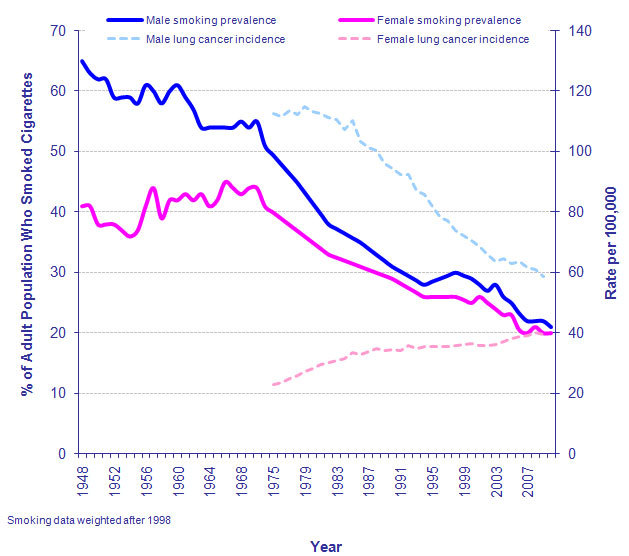 Male smoking prevalence Female smoking prevalence
Male lung cancer incidence Female lung cancer incidence
% of Adult Population Who Smoked Cigarettes
70
60
50
40
30
20
10
0
140
120
100
80
60
40
20
0
Rate per 100,000
1948 1952 1956 1960 1964 1968 1975 1979 1983 1987 1991 1995 1999 2003 2007
Smoking data weighted after 1998
Year